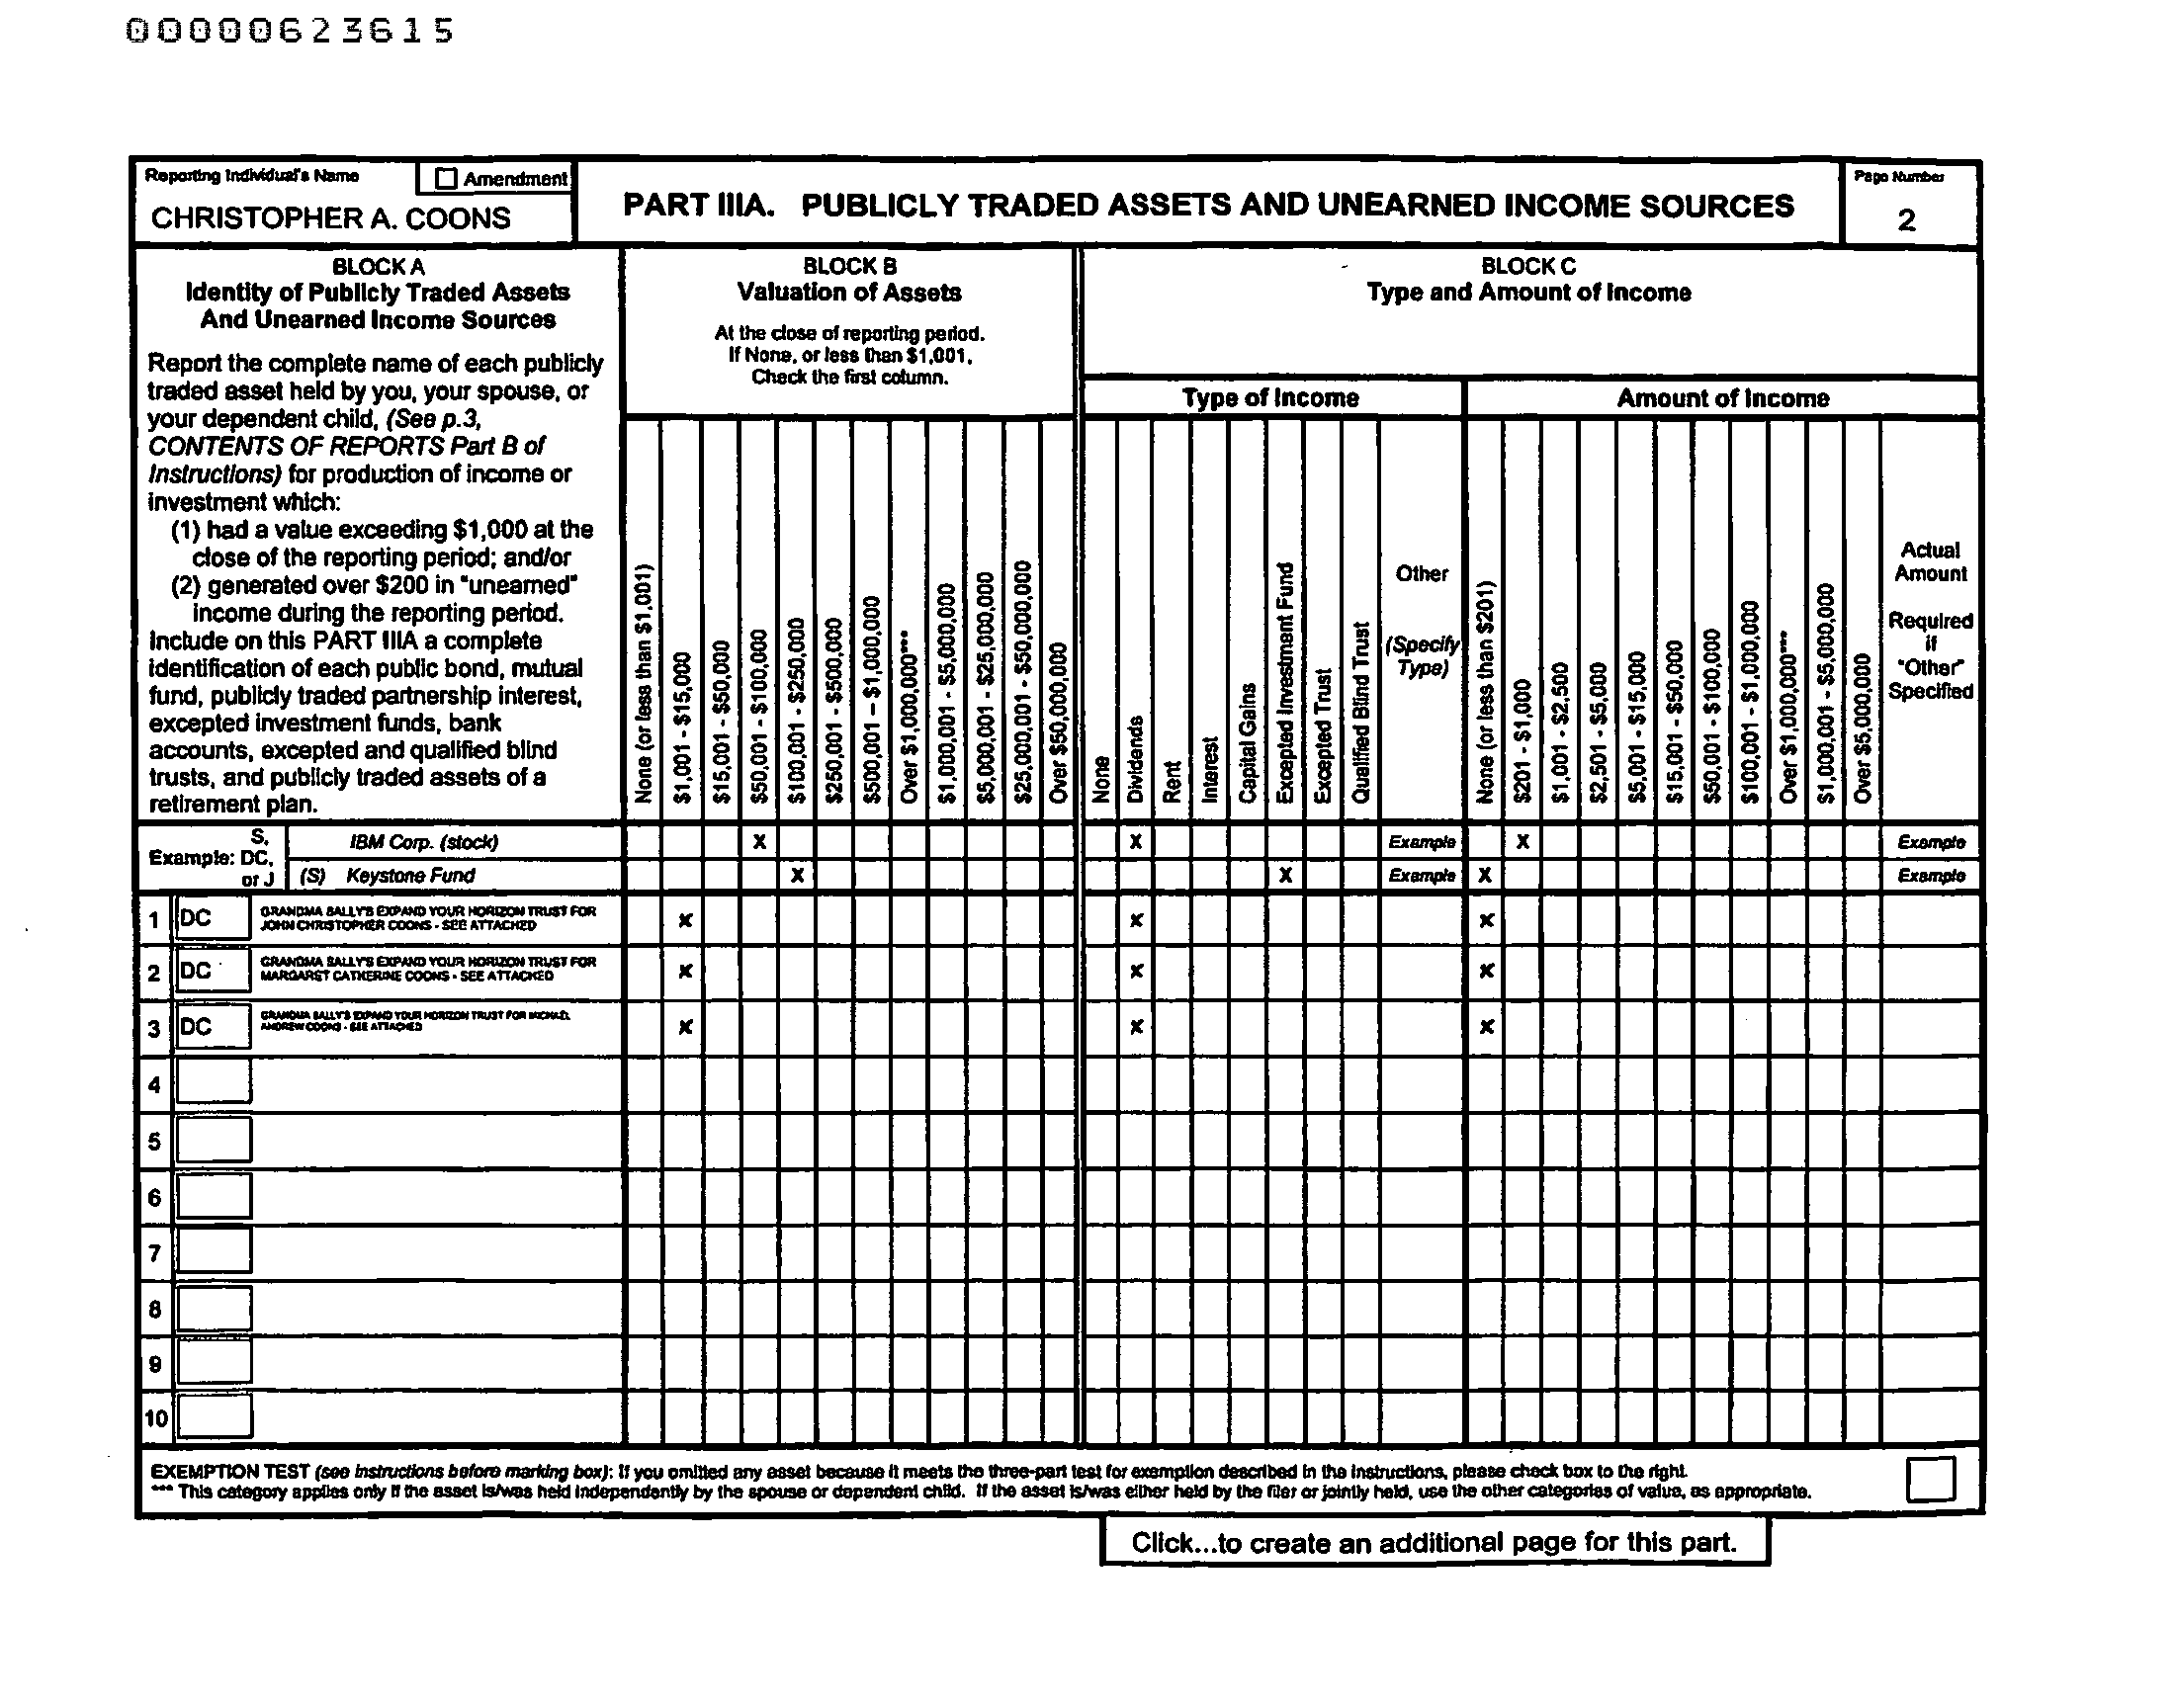 00000623615
Reporting Individual's Name
Amendment
CHRISTOPHER A. COONS
PART IIIA. PUBLICLY TRADED ASSETS AND UNEARNED INCOME SOURCES
Page Number
2
BLOCK A
Identity of Publicly Traded Assets
And Unearned Income Sources
Report the complete name of each publicly
traded asset held by you, your spouse, or
your dependent child, (See p.3,
CONTENTS OF REPORTS Part B of
Instructions) for production of income or
investment which:
(1) had a value exceeding $1,000 at the
close of the reporting period; and/or
(2) generated over $200 in "unearned"
income during the reporting period.
Include on this PART IIIA a complete
identification of each public bond, mutual
fund, publicly traded partnership interest,
excepted investment funds, bank
accounts, excepted and qualified blind
trusts, and publicly traded assets of a
retirement plan.
BLOCK B
Valuation of Assets
At the close of reporting period.
If None, or less than $1,001,
Check the first column.
None (or less than $1,001)
$1,001 - $15,000
$15,001 - $50,000
$50,001 - $100,000
$100,001 - $250,000
$250,001 - $500,000
$500,001 – $1,000,000
Over $1,000,000***
$1,000,001 - $5,000,000
$5,000,001 - $25,000,000
$25,000,001 - $50,000,000
Over $50,000,000
BLOCK C
Type and Amount of Income
Type of Income
None
Dividends
Rent
Interest
Capital Gains
Excepted Investment Fund
Excepted Trust
Qualified Blind Trust
Other
(Specify
Type)
Amount of Income
None (or less than $201)
$201 - $1,000
$1,001 - $2,500
$2,501 - $5,000
$5,001 - $15,000
$15,001 - $50,000
$50,001 - $100,000
$100,001 - $1,000,000
Over $1,000,000***
$1,000,001 - $5,000,000
Over $5,000,000
Actual
Amount
Required
if
"Other"
Specified
Example: S, DC, or J
IBM Corp. (stock) X X Example X Example
(S) Keystone Fund X X Example X Example
1 DC GRANDMA SALLY'S EXPAND YOUR HORIZON TRUST FOR
JOHN CHRISTOPHER COONS - SEE ATTACHED X X X
2 DC GRANDMA SALLY'S EXPAND YOUR HORIZON TRUST FOR
MARGARET CATHERINE COONS - SEE ATTACHED X X X
3 DC GRANDMA SALLY'S EXPAND YOUR HORIZON TRUST FOR MICHAEL
ANDREW COONS - SEE ATTACHED X X X
4
5
6
7
8
9
10
EXEMPTION TEST (see instructions before marking box): If you omitted any asset because it meets the three-part test for exemption described in the instructions, please check box to the right.
*** This category applies only if the asset is/was held independently by the spouse or dependent child. If the asset is/was either held by the filer or jointly held, use the other categories of value, as appropriate.
Click...to create an additional page for this part.